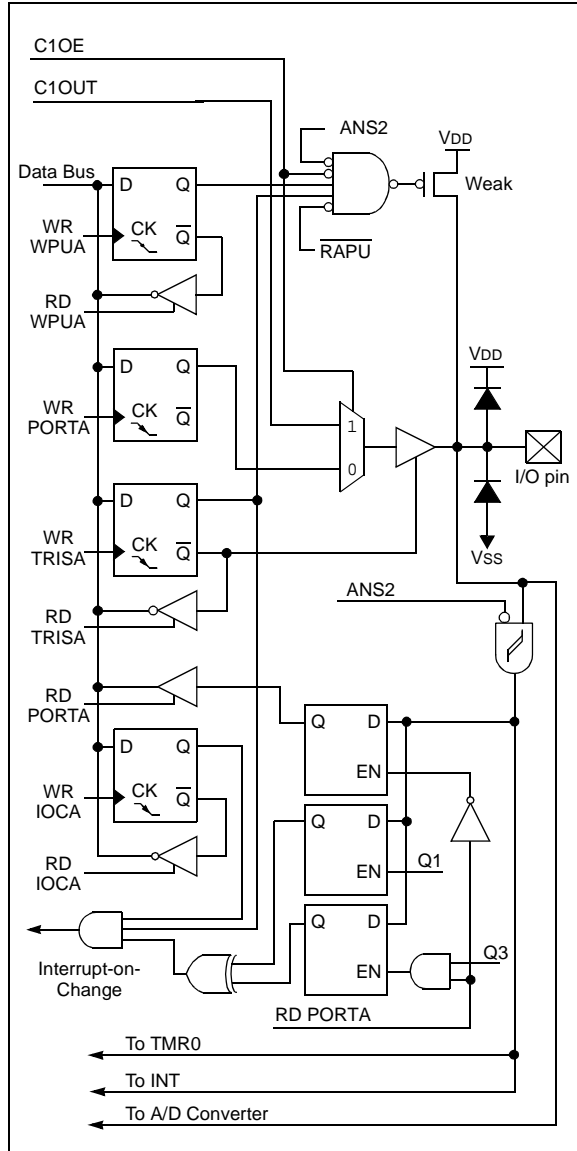 C1OE
C1OUT
ANS2
VDD
Data Bus
D Q
Weak
WR
WPUA
CK
Q
RAPU
RD
WPUA
VDD
D Q
WR
PORTA
CK Q
1
0
I/O pin
D Q
WR
TRISA
CK Q
VSS
RD
TRISA
ANS2
RD
PORTA
Q D
EN
D Q
WR
IOCA
CK Q
Q D
EN
Q1
RD
IOCA
Q D
EN
Q3
Interrupt-on-
Change
RD PORTA
To TMR0
To INT
To A/D Converter